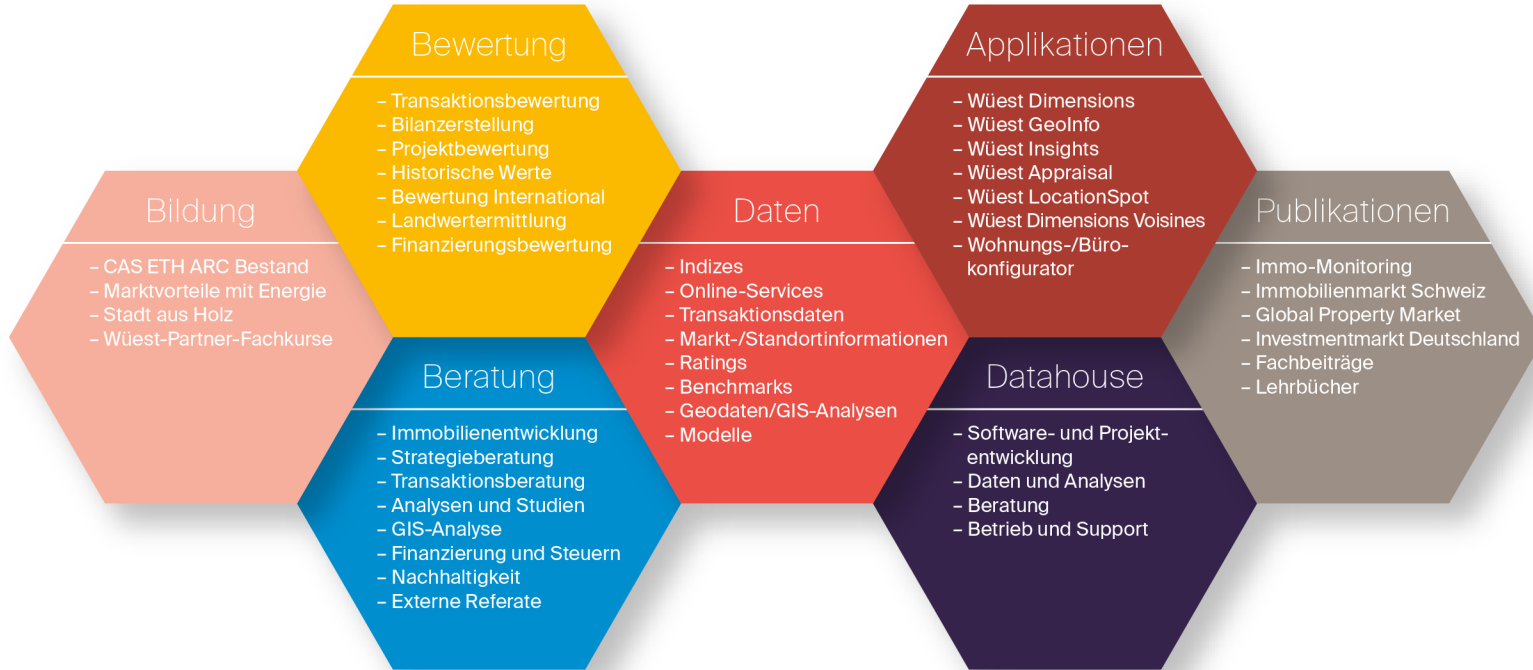 Bildung
– CAS ETH ARC Bestand
– Marktvorteile mit Energie
– Stadt aus Holz
– Wüest-Partner-Fachkurse
Bewertung
– Transaktionsbewertung
– Bilanzerstellung
– Projektbewertung
– Historische Werte
– Bewertung International
– Landwertermittlung
– Finanzierungsbewertung
Beratung
– Immobilienentwicklung
– Strategieberatung
– Transaktionsberatung
– Analysen und Studien
– GIS-Analyse
– Finanzierung und Steuern
– Nachhaltigkeit
– Externe Referate
Daten
– Indizes
– Online-Services
– Transaktionsdaten
– Markt-/Standortinformationen
– Ratings
– Benchmarks
– Geodaten/GIS-Analysen
– Modelle
Applikationen
– Wüest Dimensions
– Wüest GeoInfo
– Wüest Insights
– Wüest Appraisal
– Wüest LocationSpot
– Wüest Dimensions Voisines
– Wohnungs-/Büro-
konfigurator
Datahouse
– Software- und Projekt-
entwicklung
– Daten und Analysen
– Beratung
– Betrieb und Support
Publikationen
– Immo-Monitoring
– Immobilienmarkt Schweiz
– Global Property Market
– Investmentmarkt Deutschland
– Fachbeiträge
– Lehrbücher